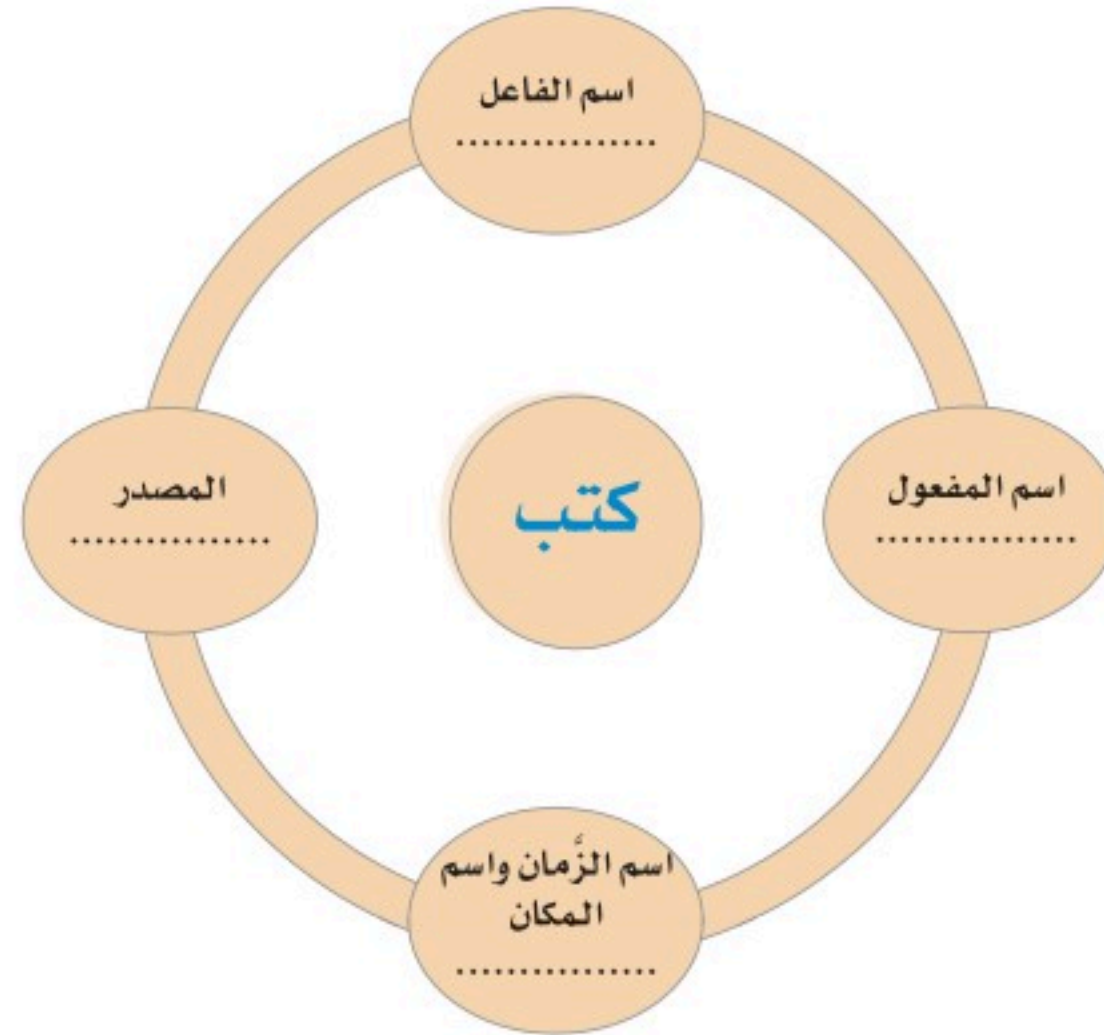 اسم الفاعل
................
اسم المفعول
................
كتب
المصدر
................
اسم الزَّمان واسم
المكان
................